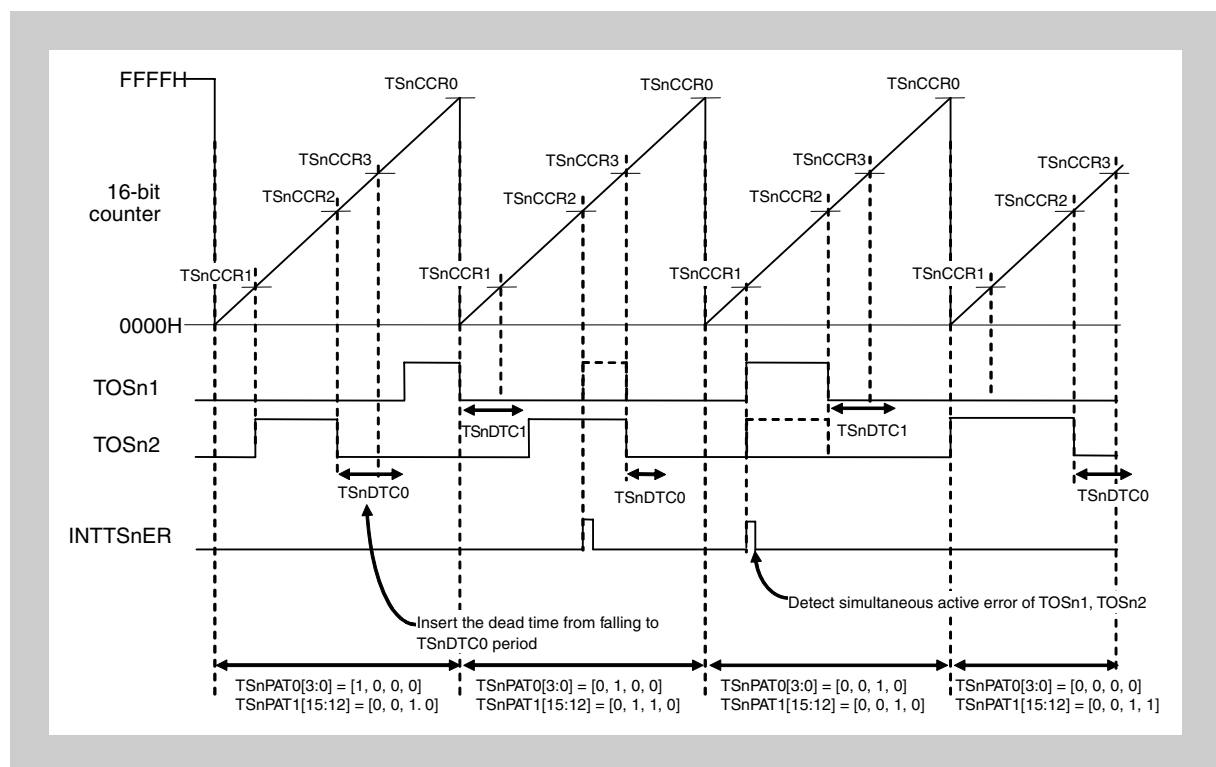 FFFFH
TSnCCR0
TSnCCR0
TSnCCR0
TSnCCR3
TSnCCR3
TSnCCR3
TSnCCR3
16-bit
counter
TSnCCR2
TSnCCR2
TSnCCR2
TSnCCR2
TSnCCR1
TSnCCR1
TSnCCR1
TSnCCR1
0000H
TOSn1
TSnDTC1
TSnDTC1
TOSn2
TSnDTC0
TSnDTC0
TSnDTC0
INTTSnER
Detect simultaneous active error of TOSn1, TOSn2
Insert the dead time from falling to
TSnDTC0 period
TSnPAT0[3:0] = [1, 0, 0, 0]
TSnPAT1[15:12] = [0, 0, 1. 0]
TSnPAT0[3:0] = [0, 1, 0, 0]
TSnPAT1[15:12] = [0, 1, 1, 0]
TSnPAT0[3:0] = [0, 0, 1, 0]
TSnPAT1[15:12] = [0, 0, 1, 0]
TSnPAT0[3:0] = [0, 0, 0, 0]
TSnPAT1[15:12] = [0, 0, 1, 1]